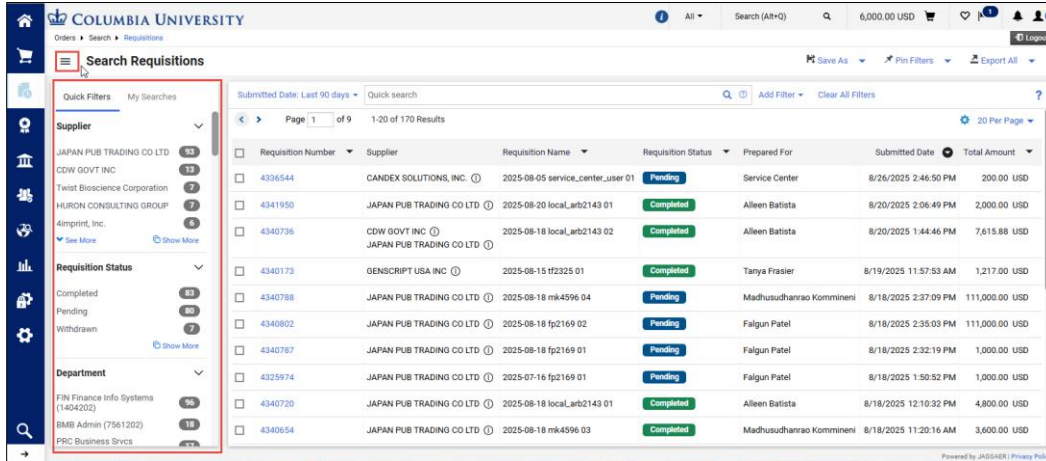 COLUMBIA UNIVERSITY
All
Search (Alt+Q)
6,000.00 USD
1
Orders Search Requisitions
Logou
Search Requisitions
Save As
Pin Filters
Export All
Quick Filters
My Searches
Supplier
JAPAN PUB TRADING CO LTD 93
CDW GOVT INC 13
Twist Bioscience Corporation 7
HURON CONSULTING GROUP 7
4imprint, Inc. 6
See More
Show More
Requisition Status
Completed 83
Pending 80
Withdrawn 7
Show More
Department
FIN Finance Info Systems
(1404202) 96
BMB Admin (7561202) 18
PRC Business Srvcs 17
Submitted Date: Last 90 days
Quick search
Add Filter
Clear All Filters
?
Page 1 of 9
1-20 of 170 Results
20 Per Page
Requisition Number Supplier Requisition Name Requisition Status Prepared For Submitted Date Total Amount
4336544 CANDEX SOLUTIONS, INC. 2025-08-05 service_center_user 01 Pending Service Center 8/26/2025 2:46:50 PM 200.00 USD
4341950 JAPAN PUB TRADING CO LTD 2025-08-20 local_arb2143 01 Completed Alleen Batista 8/20/2025 2:06:49 PM 2,000.00 USD
4340736 CDW GOVT INC 2025-08-18 local_arb2143 02 Completed Alleen Batista 8/20/2025 1:44:46 PM 7,615.88 USD
JAPAN PUB TRADING CO LTD
4340173 GENSCRIPT USA INC 2025-08-15 tf2325 01 Completed Tanya Frasier 8/19/2025 11:57:53 AM 1,217.00 USD
4340788 JAPAN PUB TRADING CO LTD 2025-08-18 mk4596 04 Pending Madhusudhanrao Kommineni 8/18/2025 2:37:09 PM 111,000.00 USD
4340802 JAPAN PUB TRADING CO LTD 2025-08-18 fp2169 02 Pending Falgun Patel 8/18/2025 2:35:03 PM 111,000.00 USD
4340787 JAPAN PUB TRADING CO LTD 2025-08-18 fp2169 01 Pending Falgun Patel 8/18/2025 2:32:19 PM 1,000.00 USD
4325974 JAPAN PUB TRADING CO LTD 2025-07-16 fp2169 01 Pending Falgun Patel 8/18/2025 1:50:52 PM 1,000.00 USD
4340720 JAPAN PUB TRADING CO LTD 2025-08-18 local_arb2143 01 Completed Alleen Batista 8/18/2025 12:10:32 PM 4,800.00 USD
4340654 JAPAN PUB TRADING CO LTD 2025-08-18 mk4596 03 Completed Madhusudhanrao Kommineni 8/18/2025 11:20:16 AM 3,600.00 USD
Powered by JAGGAER | Privacy Poli